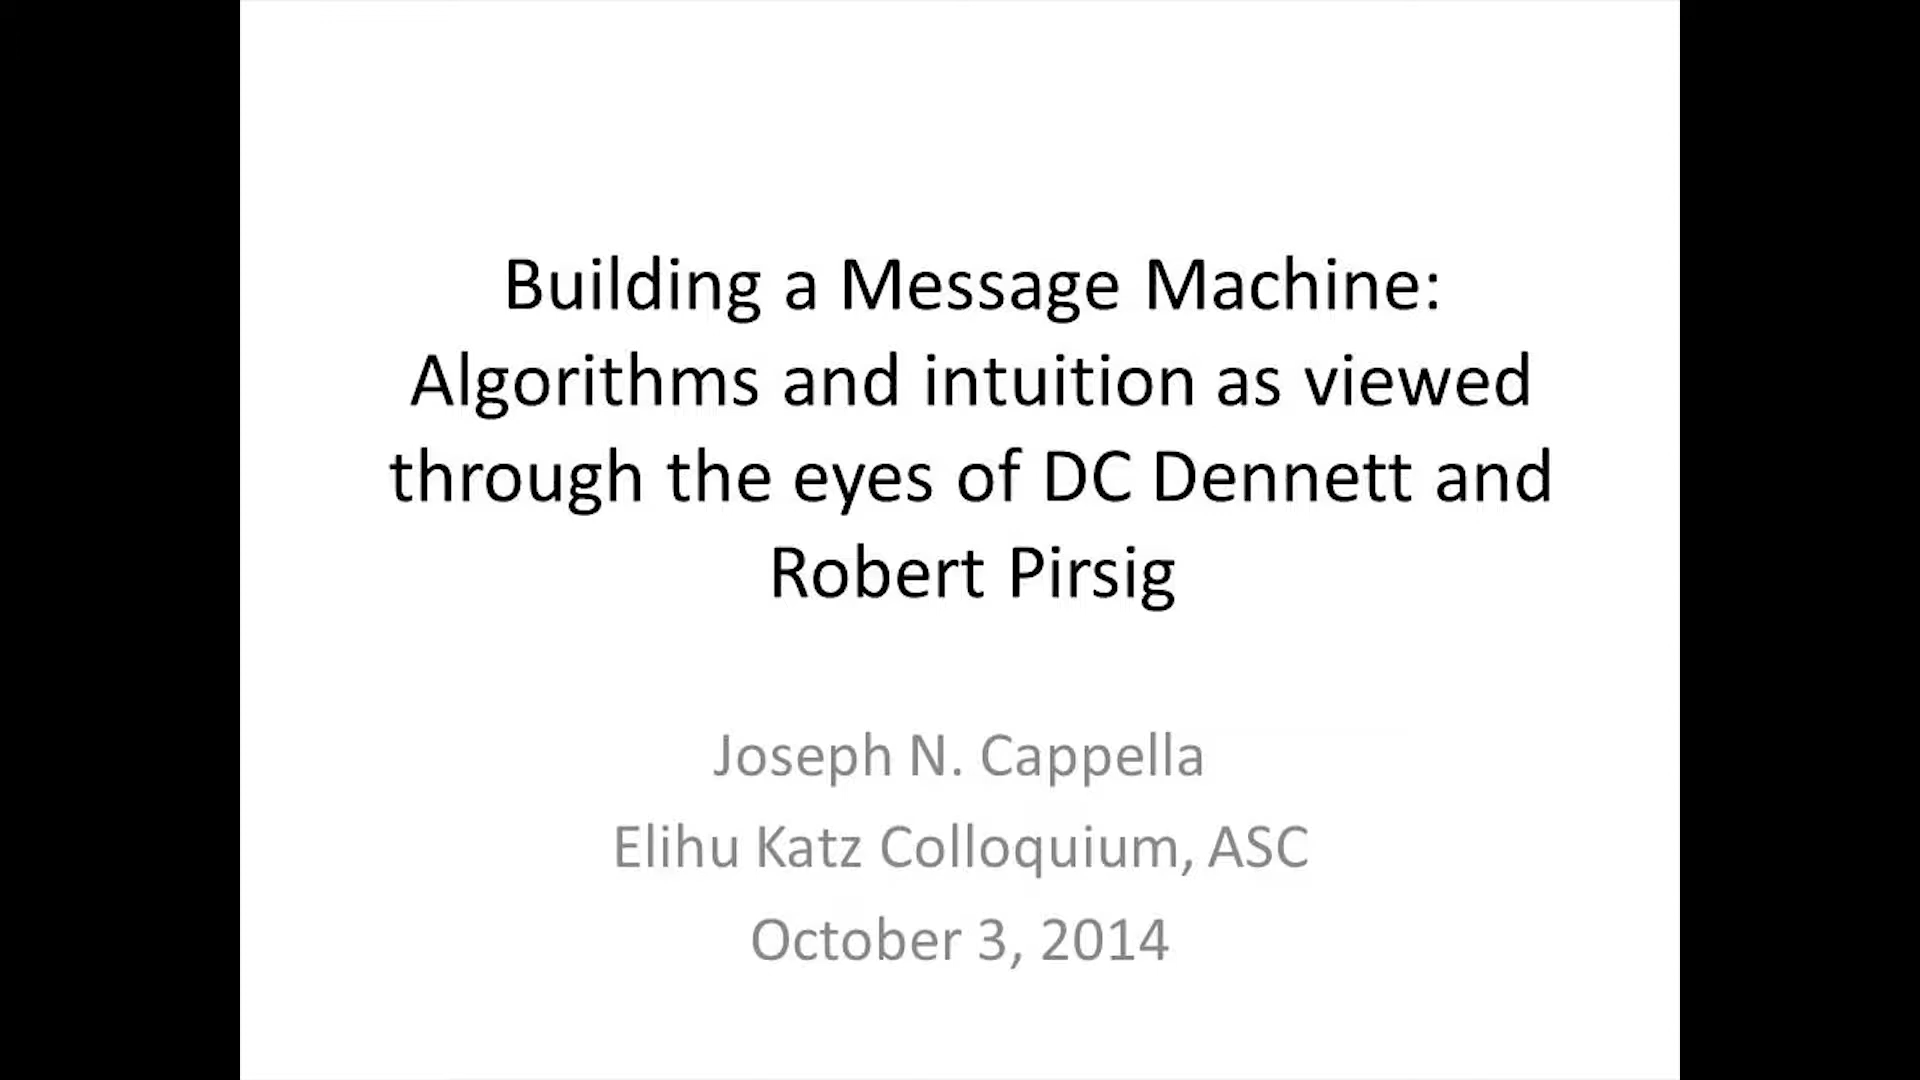 Building a Message Machine:
Algorithms and intuition as viewed
through the eyes of DC Dennett and
Robert Pirsig
Joseph N. Cappella
Elihu Katz Colloquium, ASC
October 3, 2014